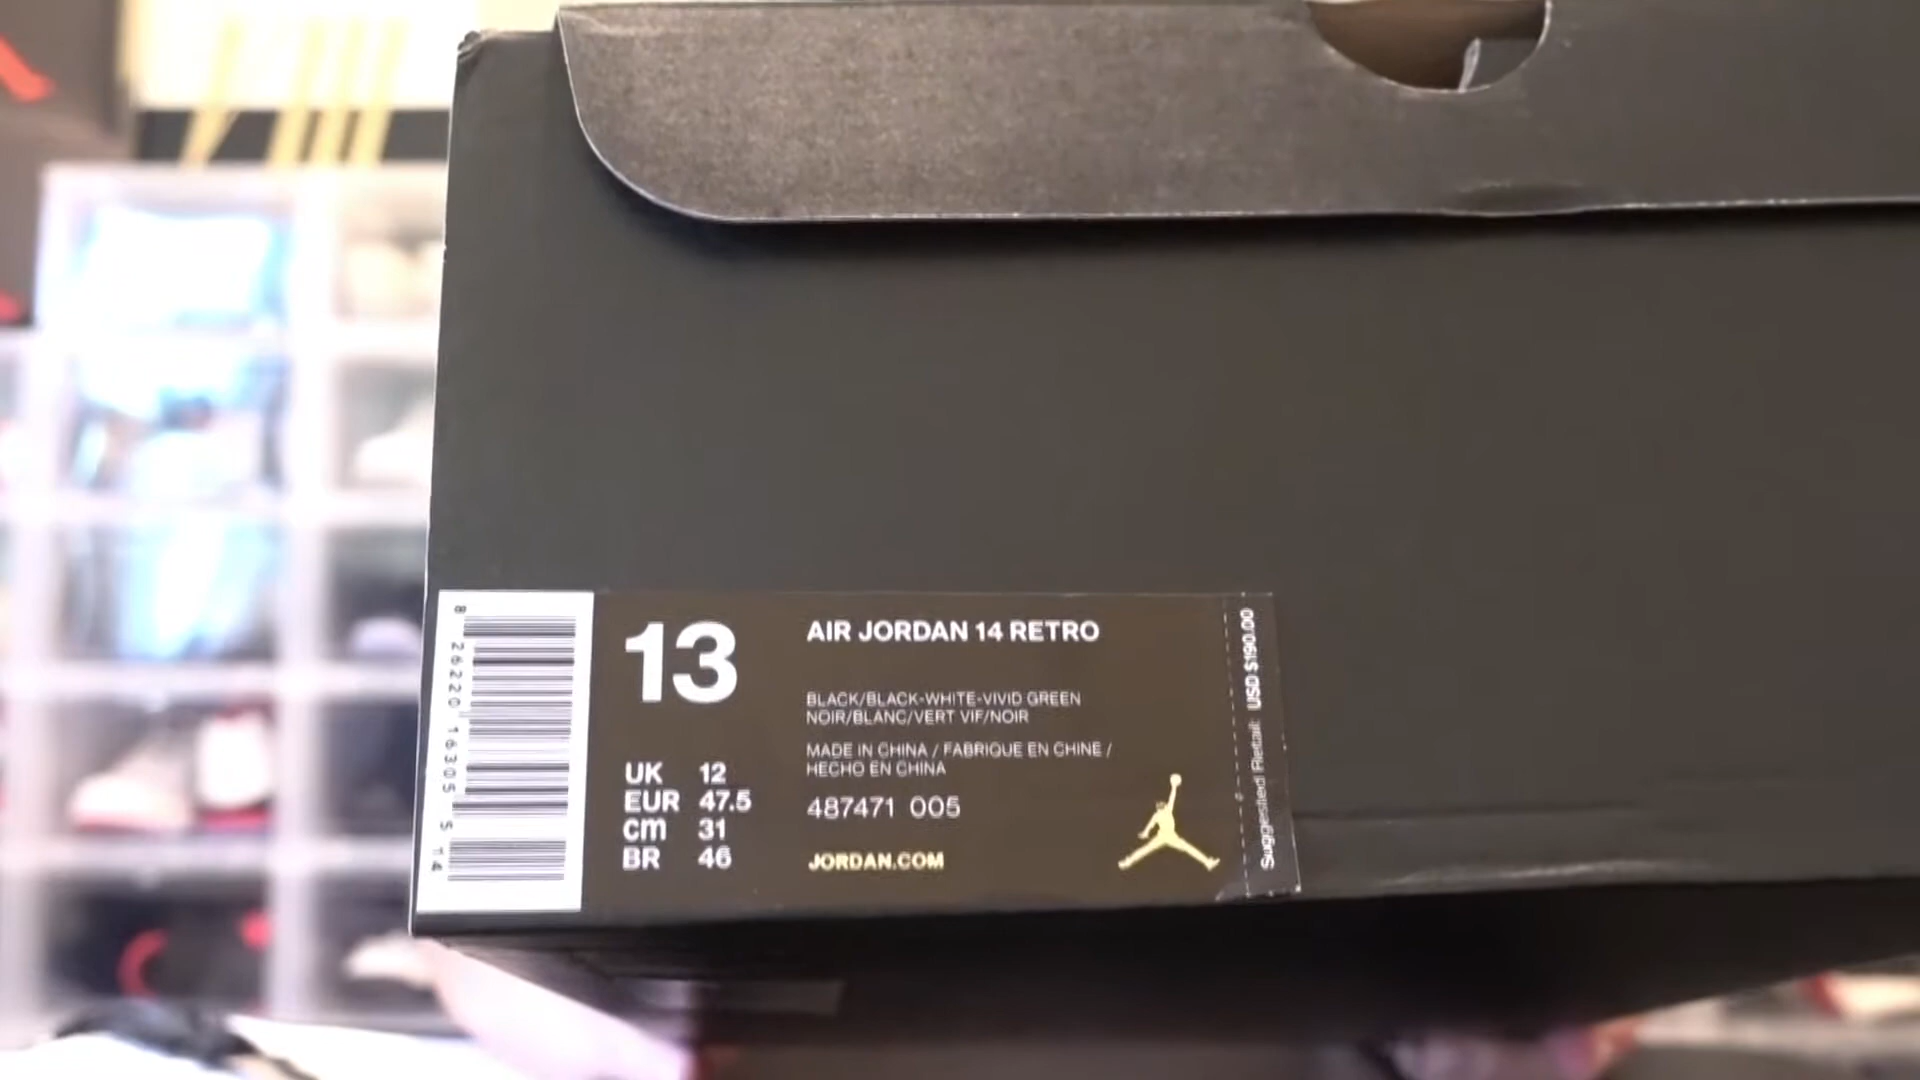 8 26220 16305 5 14
13
UK 12
EUR 47.5
cm 31
BR 46
AIR JORDAN 14 RETRO
BLACK/BLACK-WHITE-VIVID GREEN
NOIR/BLANC/VERT VIF/NOIR
MADE IN CHINA / FABRIQUE EN CHINE /
HECHO EN CHINA
487471 005
JORDAN.COM
Suggested Retail: USD $190.00